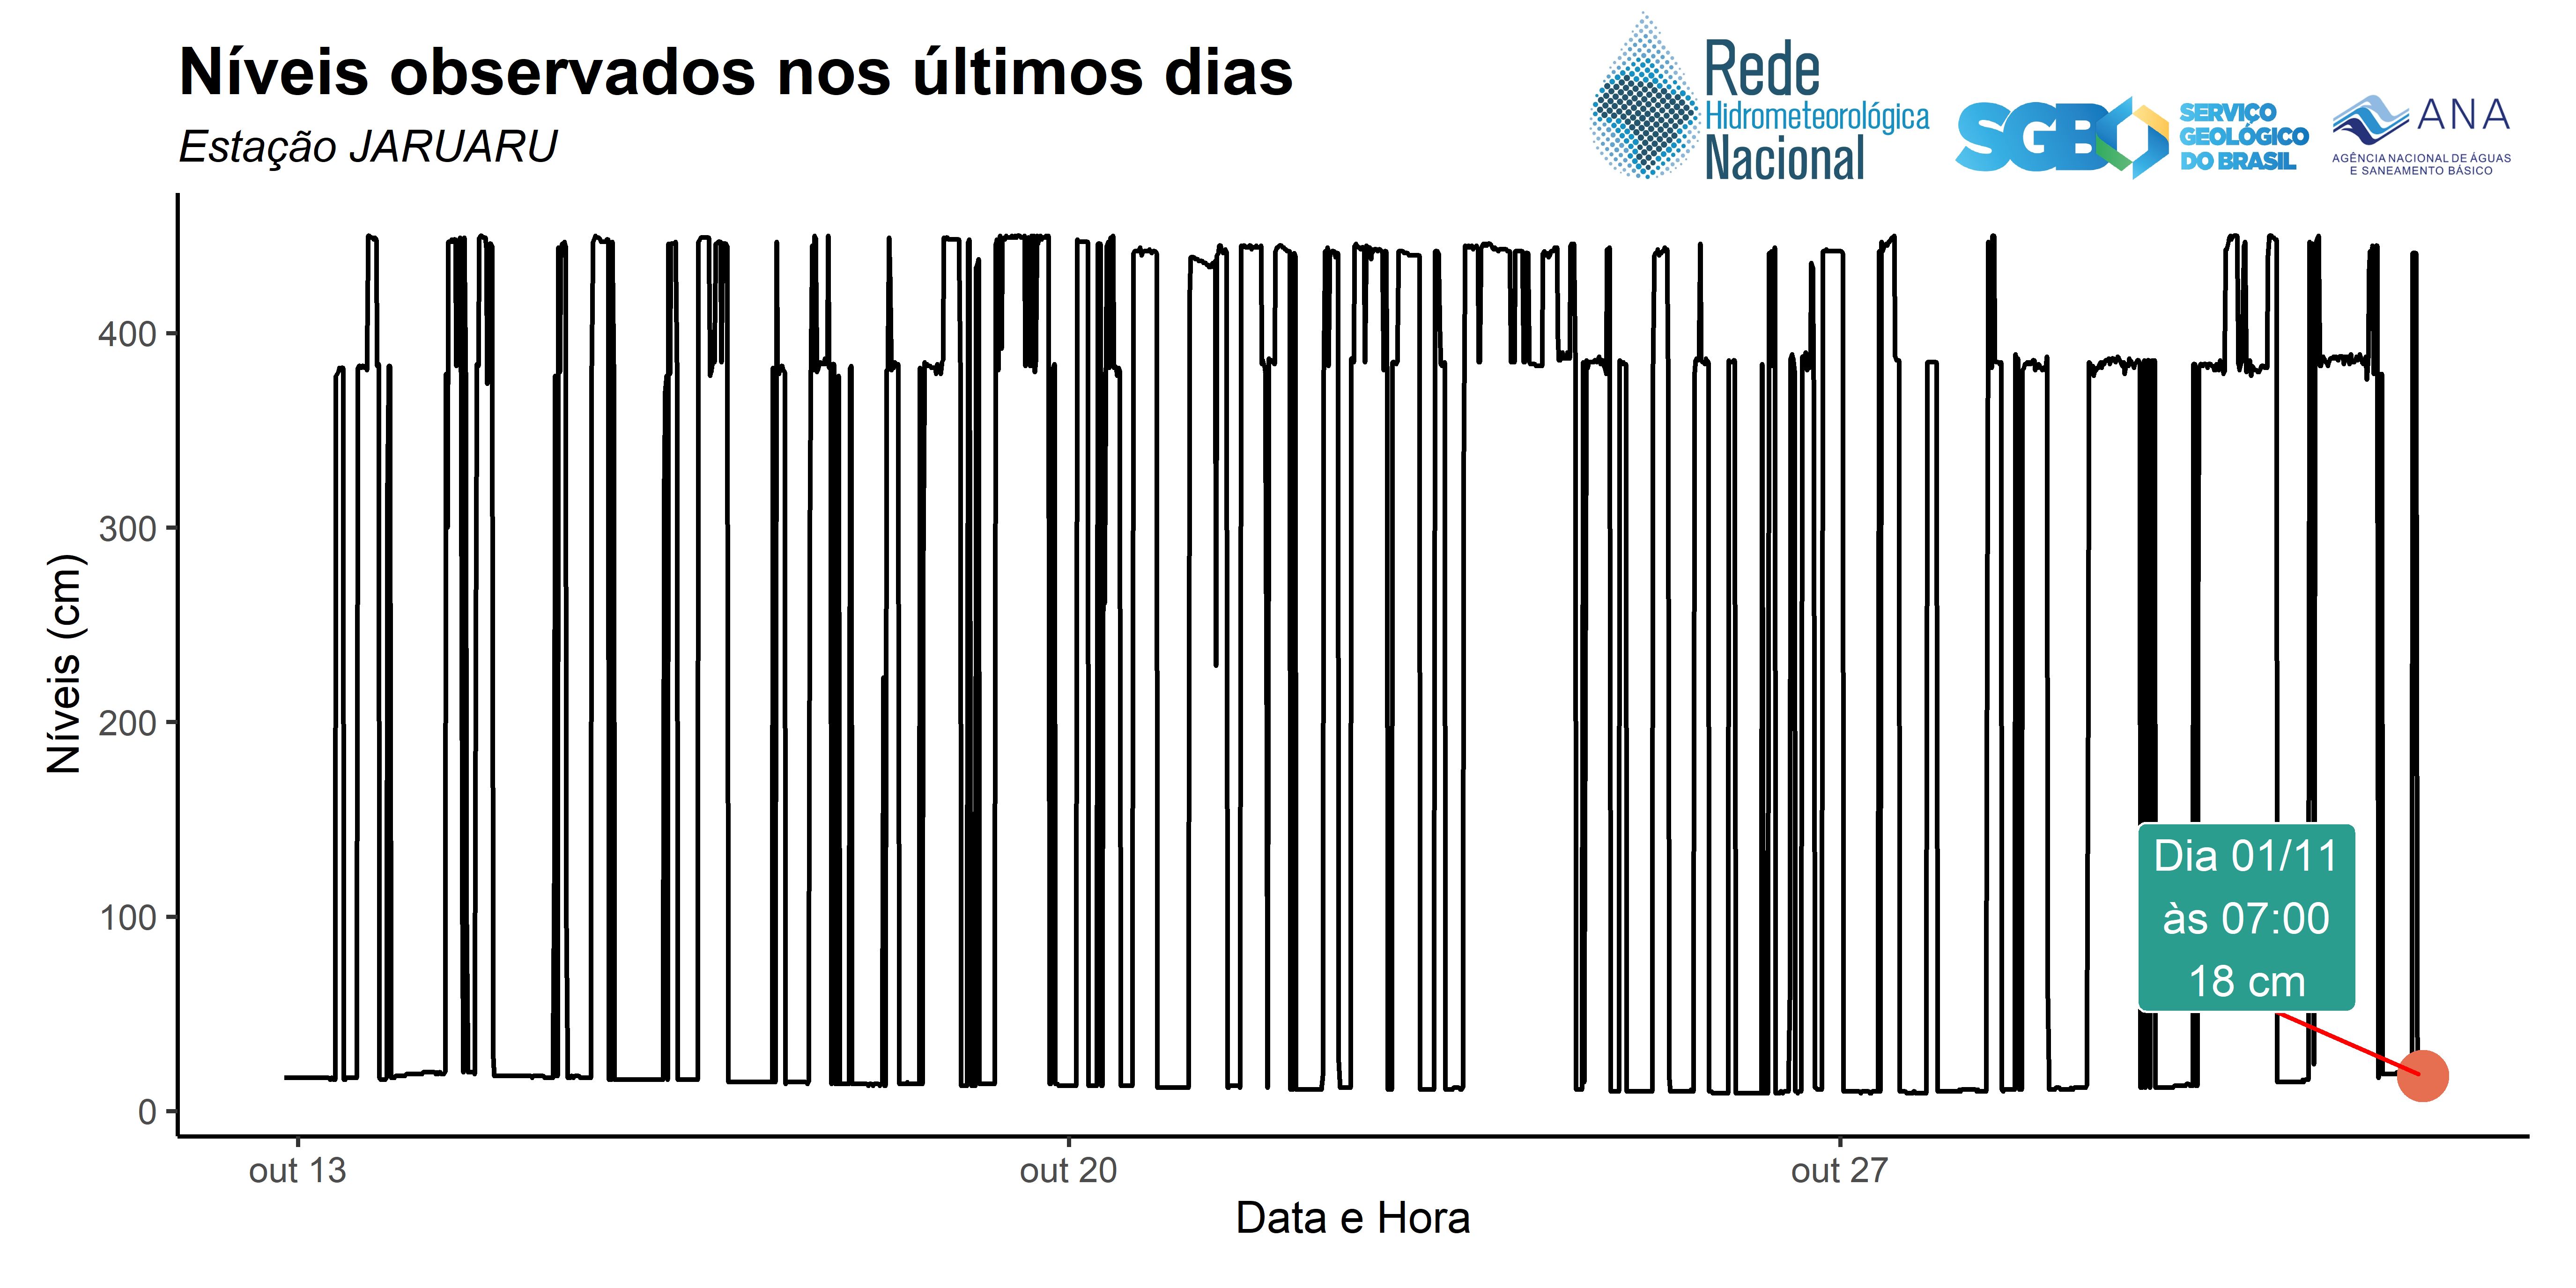 Níveis observados nos últimos dias
Estação JARUARU
Rede
Hidrometeorológica
Nacional
SGB
SERVIÇO
GEOLÓGICO
DO BRASIL
ANA
AGÊNCIA NACIONAL DE ÁGUAS
E SANEAMENTO BÁSICO
Níveis (cm)
400
300
200
100
0
Dia 01/11
às 07:00
18 cm
out 13
out 20
out 27
Data e Hora